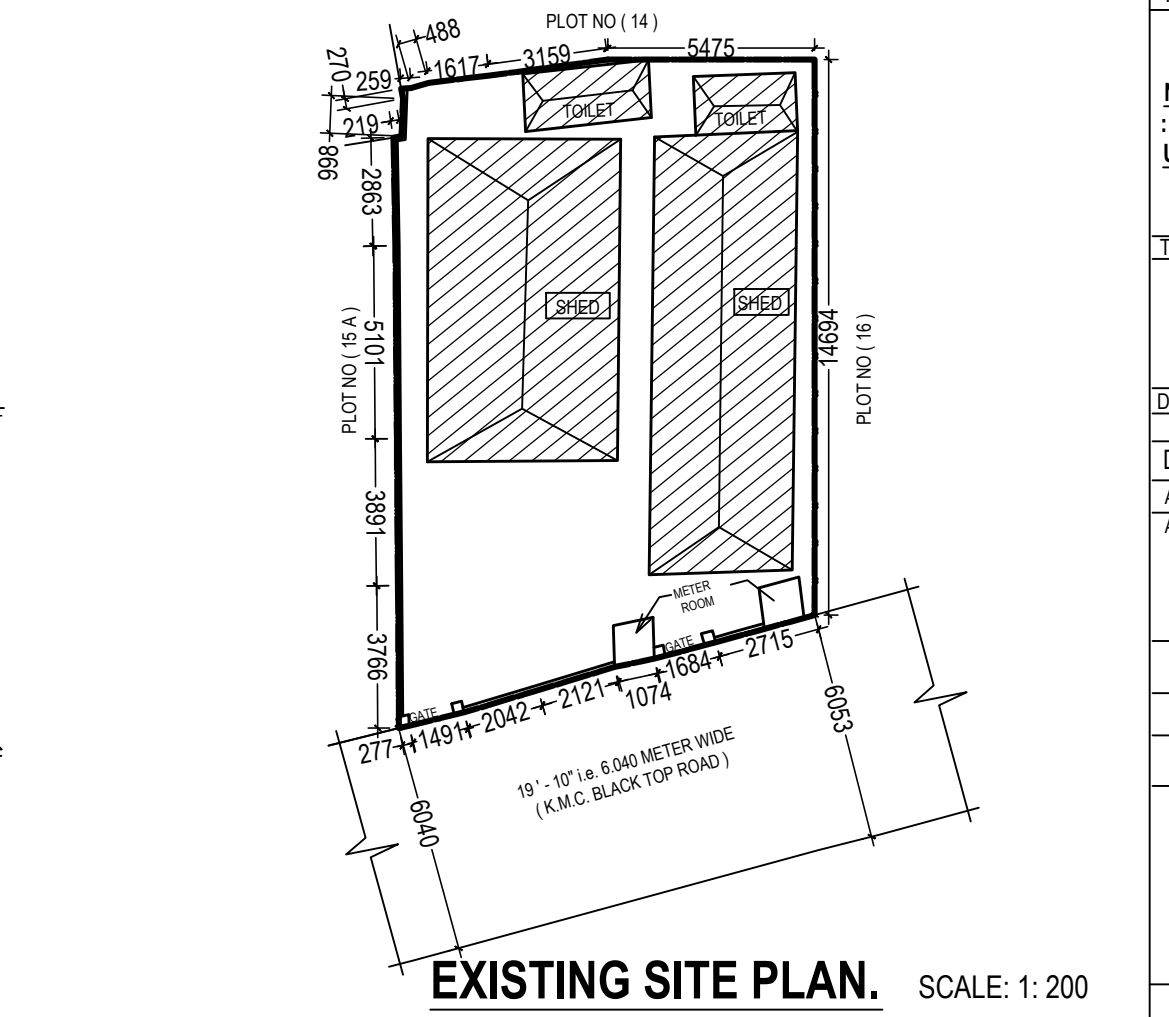 PLOT NO ( 14 )
488
270
259
1617
3159
5475
219
998
TOILET
TOILET
2863
PLOT NO ( 15 A )
5101
SHED
SHED
14694
PLOT NO ( 16 )
3891
3766
METER
ROOM
GATE
GATE
277
1491
2042
2121
1074
1684
2715
6040
6053
19 ' - 10" i.e. 6.040 METER WIDE
( K.M.C. BLACK TOP ROAD )
EXISTING SITE PLAN.
SCALE: 1: 200
T
D
D
A
A